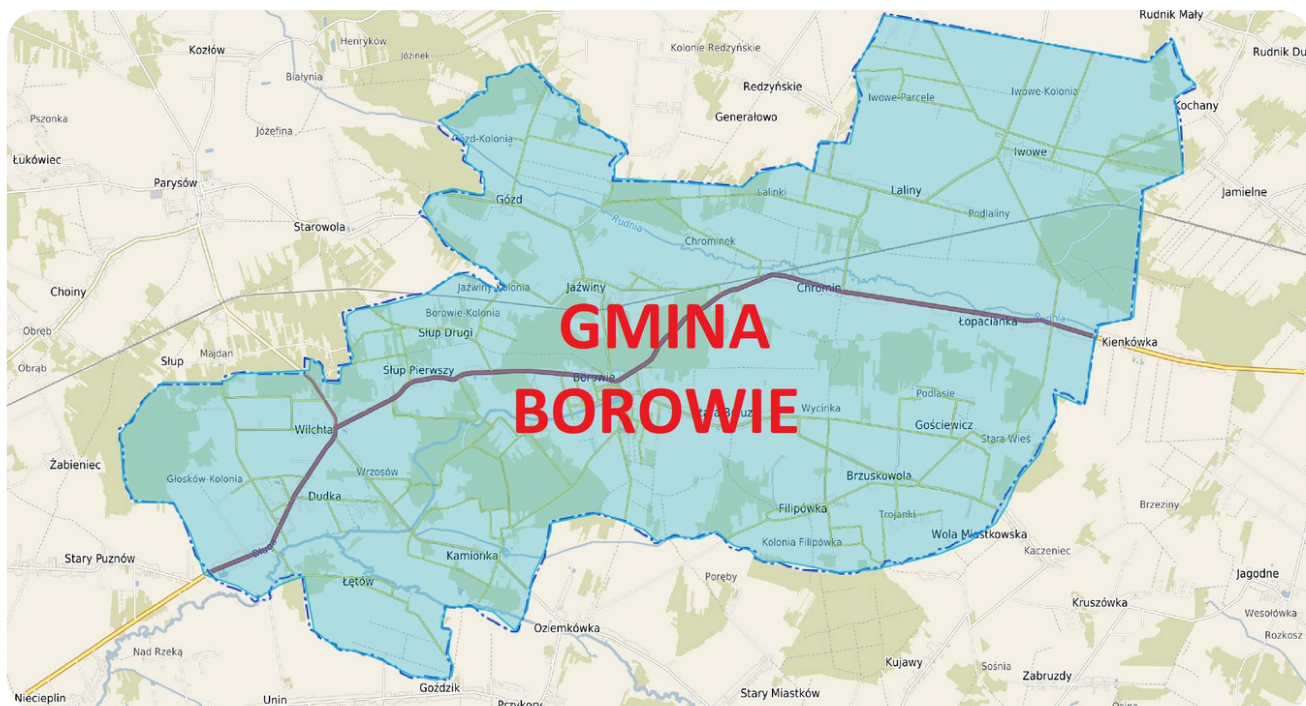 Rudnik Mały
Henryków
Kozłów
Józinek
Kolonie Redzyńskie
Białynia
Redzyńskie
Iwowe-Parcele
Iwowe-Kolonia
Kochany
Pszonka
Józefina
Generałowo
Gózd-Kolonia
Łukówiec
Iwowe
Parysów
Lalinki
Laliny
Jamielne
Gózd
Podlaliny
Starowola
Rudnia
Chrominek
Choiny
Jaźwiny-Kolonia
Jaźwiny
Chromin
Borowie-Kolonia
GMINA
Rudnia
Łopacianka
Obręb
Słup Drugi
Kienkówka
Majdan
Słup
Obrąb
Słup Pierwszy
Borowie
BOROWIE
Podlasie
Wycinka
Gościewicz
Wilchta
Stara Wieś
Żabieniec
Wrzosów
Głosków-Kolonia
Brzuskowola
Dudka
Filipówka
Trojanki
Brzeziny
Wola Miastkowska
Kolonia Filipówka
Kaczeniec
Stary Puznów
Kamionka
Łętów
Poręby
Jagodne
Kruszówka
Wesołówka
Oziemkówka
Rozkosz
Nad Rzeką
Kujawy
Sośnia
Zabruzdy
Goździk
Niecieplin
Unin
Stary Miastków
Przykory